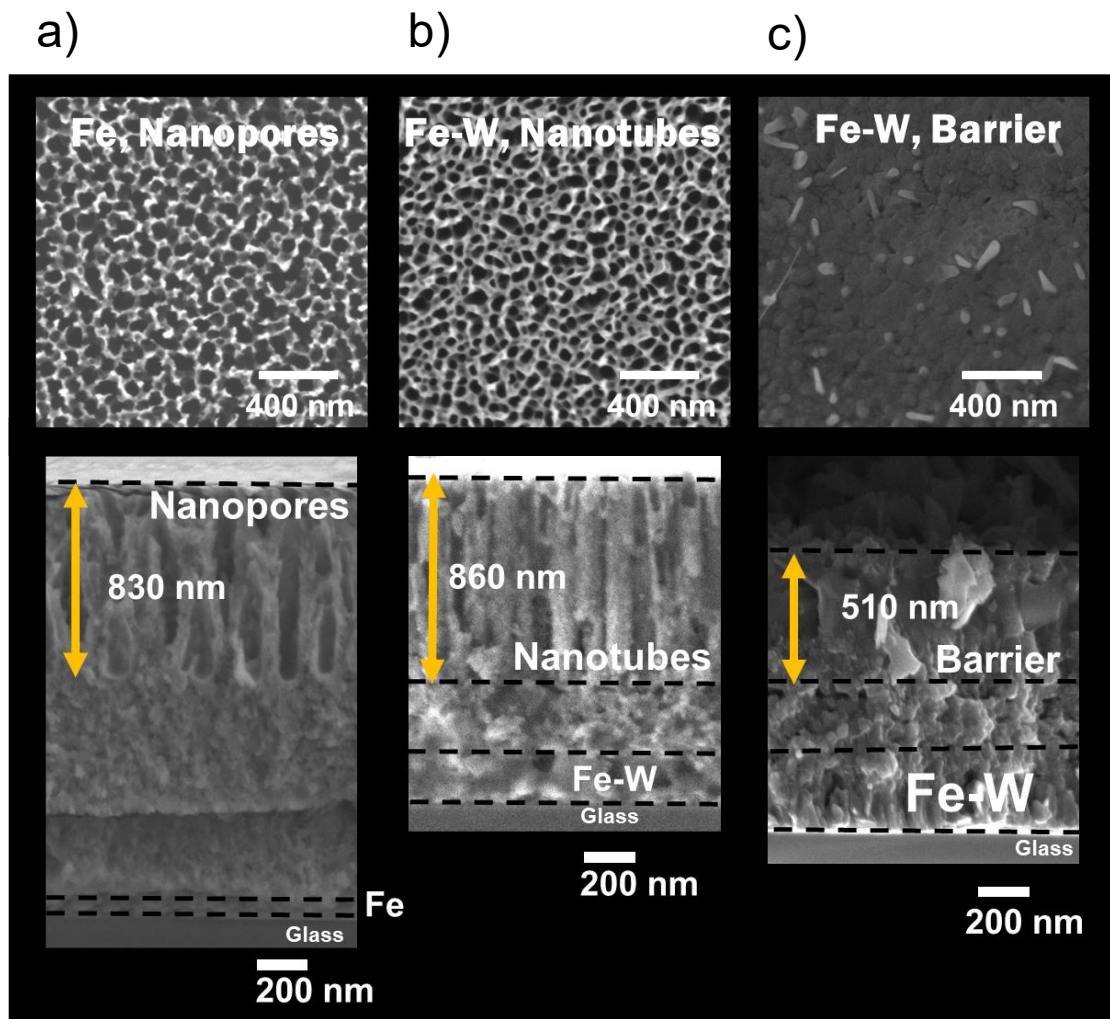 a)
b)
c)
Fe, Nanopores
400 nm
Fe-W, Nanotubes
400 nm
Fe-W, Barrier
400 nm
Nanopores
830 nm
Fe
Glass
200 nm
860 nm
Nanotubes
Fe-W
Glass
200 nm
510 nm
Barrier
Fe-W
Glass
200 nm